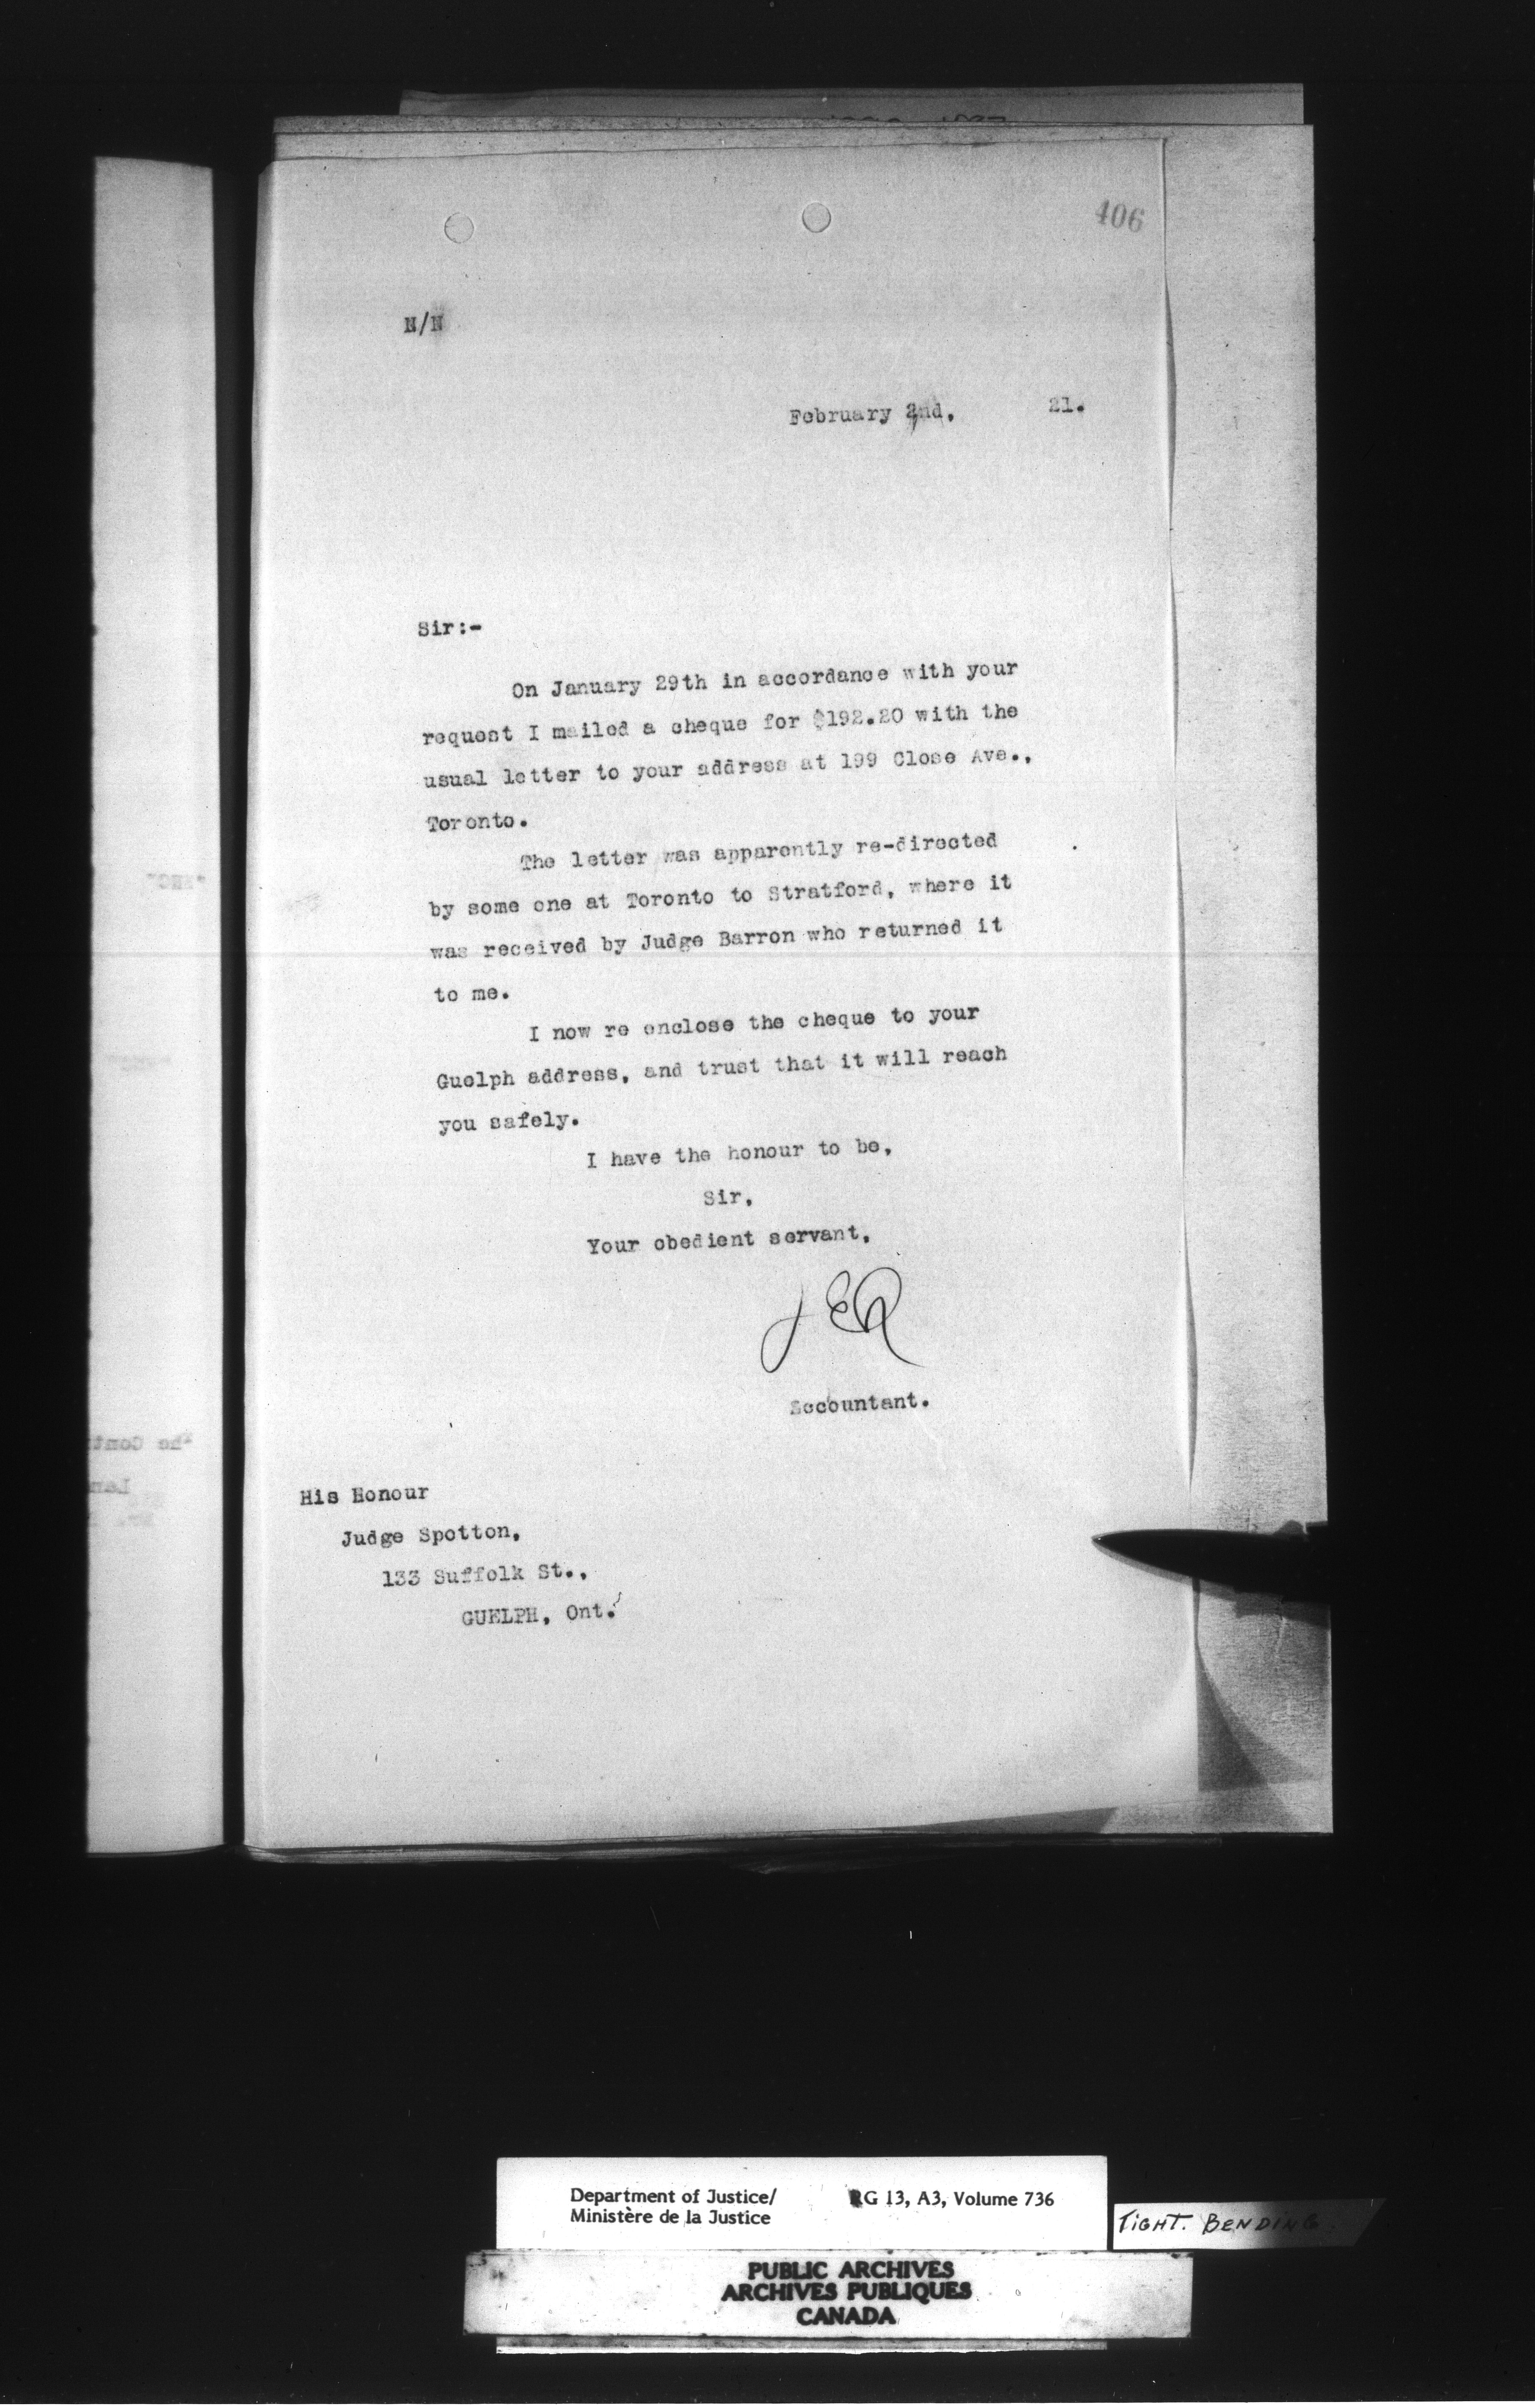 406
N/N
February 2nd, 21.
Sir:-
On January 29th in accordance with your
request I mailed a cheque for $192.20 with the
usual letter to your address at 199 Close Ave.,
Toronto.
The letter was apparently re-directed
by some one at Toronto to Stratford, where it
was received by Judge Barron who returned it
to me.
I now re enclose the cheque to your
Guelph address, and trust that it will reach
you safely.
I have the honour to be,
Sir,
Your obedient servant,
JER
Accountant.
His Honour
Judge Spotton,
133 Suffolk St.,
GUELPH, Ont.
Department of Justice/ RG 13, A3, Volume 736
Ministère de la Justice
TIGHT. BENDING
PUBLIC ARCHIVES
ARCHIVES PUBLIQUES
CANADA